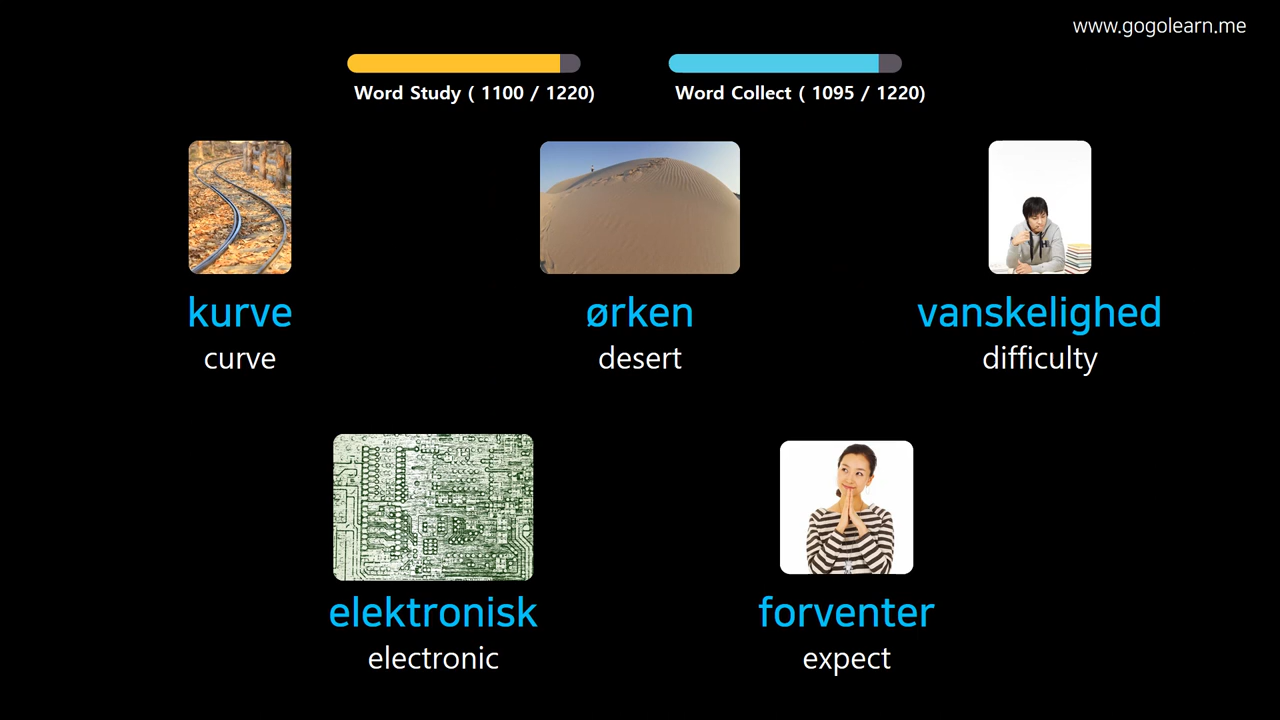 www.gogolearn.me
Word Study ( 1100 / 1220)
Word Collect ( 1095 / 1220)
kurve
curve
ørken
desert
vanskelighed
difficulty
elektronisk
electronic
forventer
expect